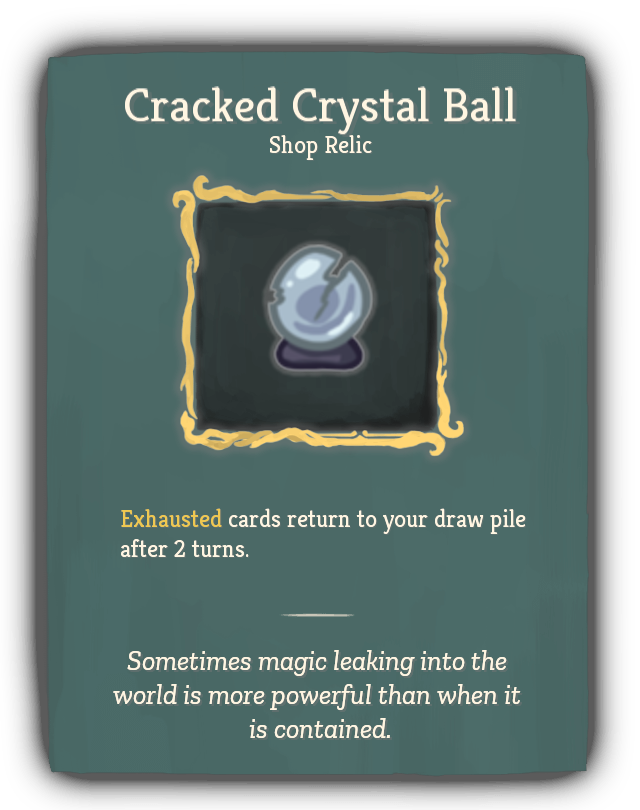 Cracked Crystal Ball
Shop Relic
Exhausted cards return to your draw pile
after 2 turns.
Sometimes magic leaking into the
world is more powerful than when it
is contained.